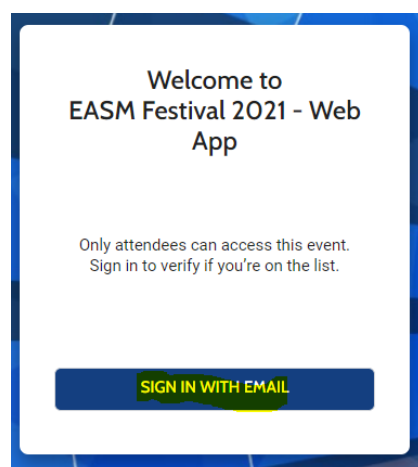 Welcome to
EASM Festival 2021 - Web
App
Only attendees can access this event.
Sign in to verify if you're on the list.
SIGN IN WITH EMAIL